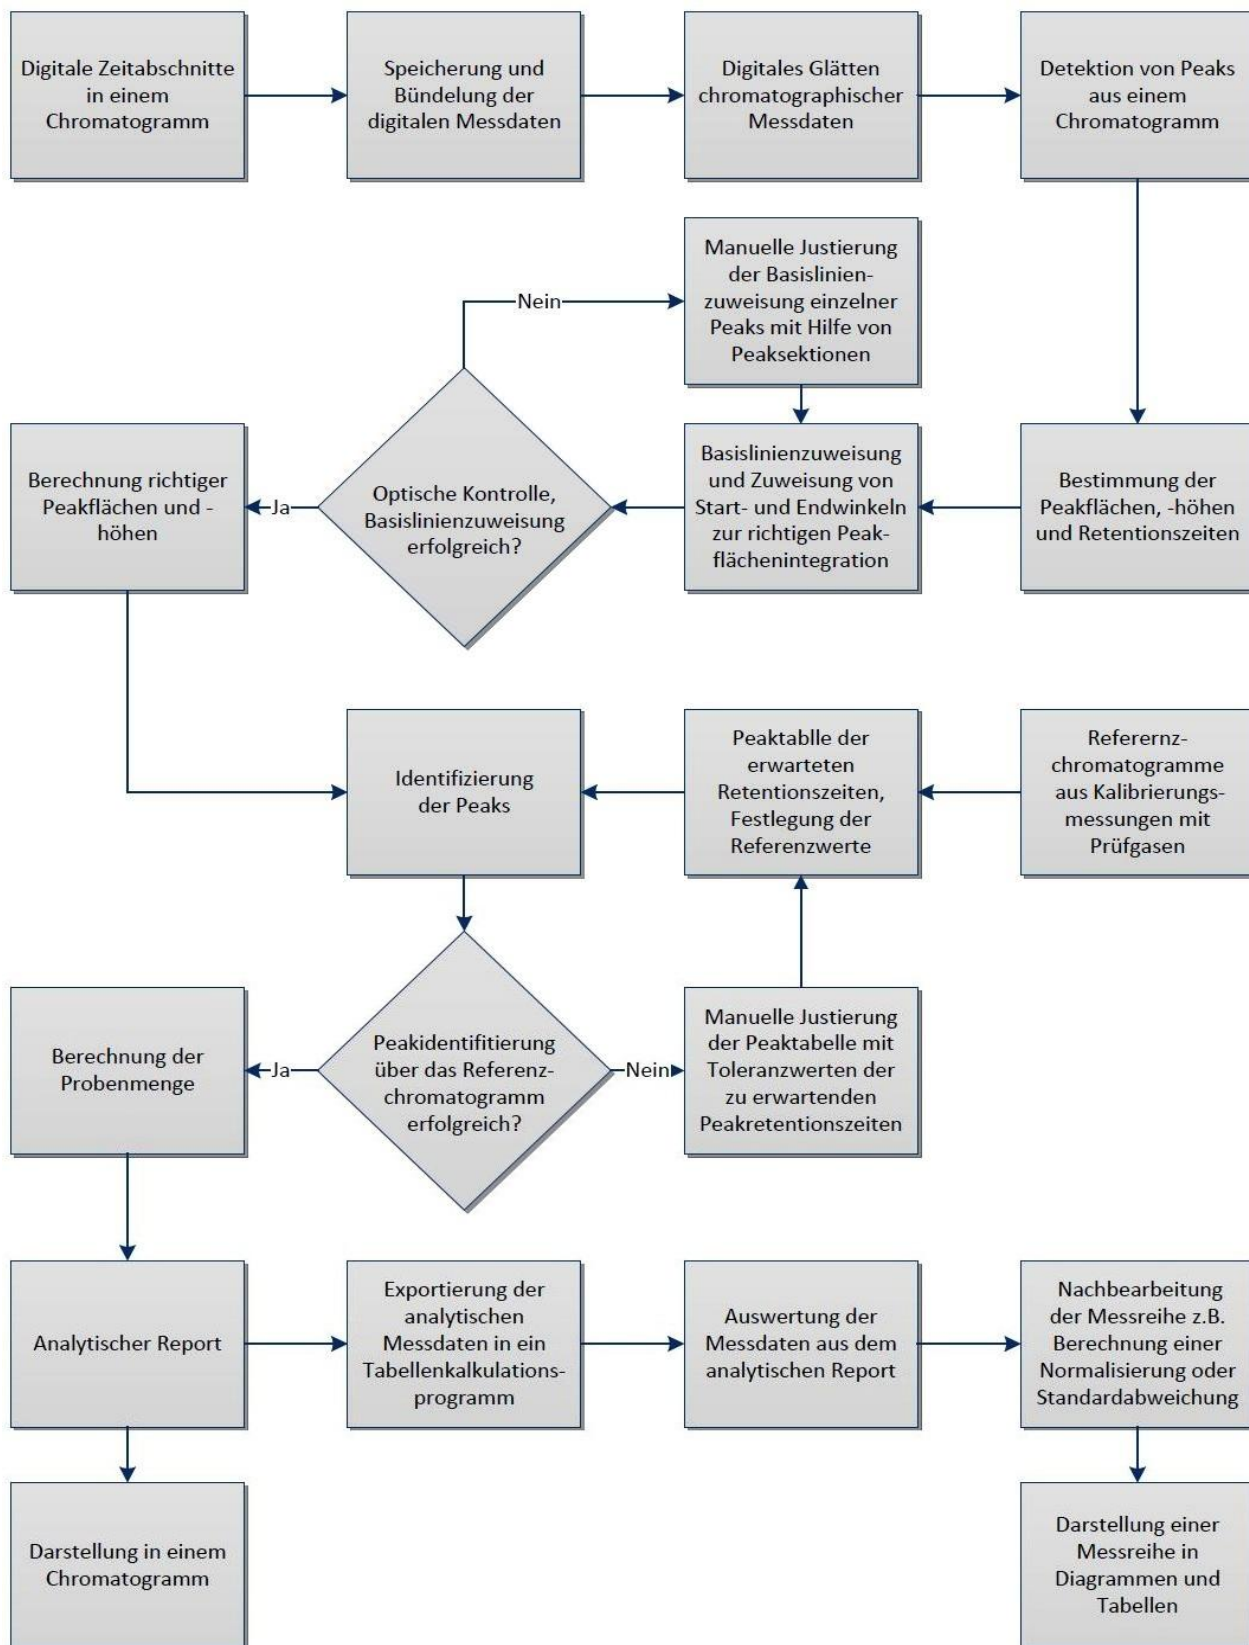 Digitale Zeitabschnitte
in einem
Chromatogramm
Speicherung und
Bündelung der
digitalen Messdaten
Digitales Glätten
chromatographischer
Messdaten
Detektion von Peaks
aus einem
Chromatogramm
Manuelle Justierung
der Basislinien-
zuweisung einzelner
Peaks mit Hilfe von
Peaksektionen
Nein
Berechnung richtiger
Peakflächen und -
höhen
Ja
Optische Kontrolle,
Basislinienzuweisung
erfolgreich?
Basislinienzuweisung
und Zuweisung von
Start- und Endwinkeln
zur richtigen Peak-
flächenintegration
Bestimmung der
Peakflächen, -höhen
und Retentionszeiten
Identifizierung
der Peaks
Peaktablle der
erwarteten
Retentionszeiten,
Festlegung der
Referenzwerte
Referernz-
chromatogramme
aus Kalibrierungs-
messungen mit
Prüfgasen
Berechnung der
Probenmenge
Ja
Peakidentifitierung
über das Referenz-
chromatogramm
erfolgreich?
Nein
Manuelle Justierung
der Peaktabelle mit
Toleranzwerten der
zu erwartenden
Peakretentionszeiten
Analytischer Report
Exportierung der
analytischen
Messdaten in ein
Tabellenkalkulations-
programm
Auswertung der
Messdaten aus dem
analytischen Report
Nachbearbeitung
der Messreihe z.B.
Berechnung einer
Normalisierung oder
Standardabweichung
Darstellung in einem
Chromatogramm
Darstellung einer
Messreihe in
Diagrammen und
Tabellen